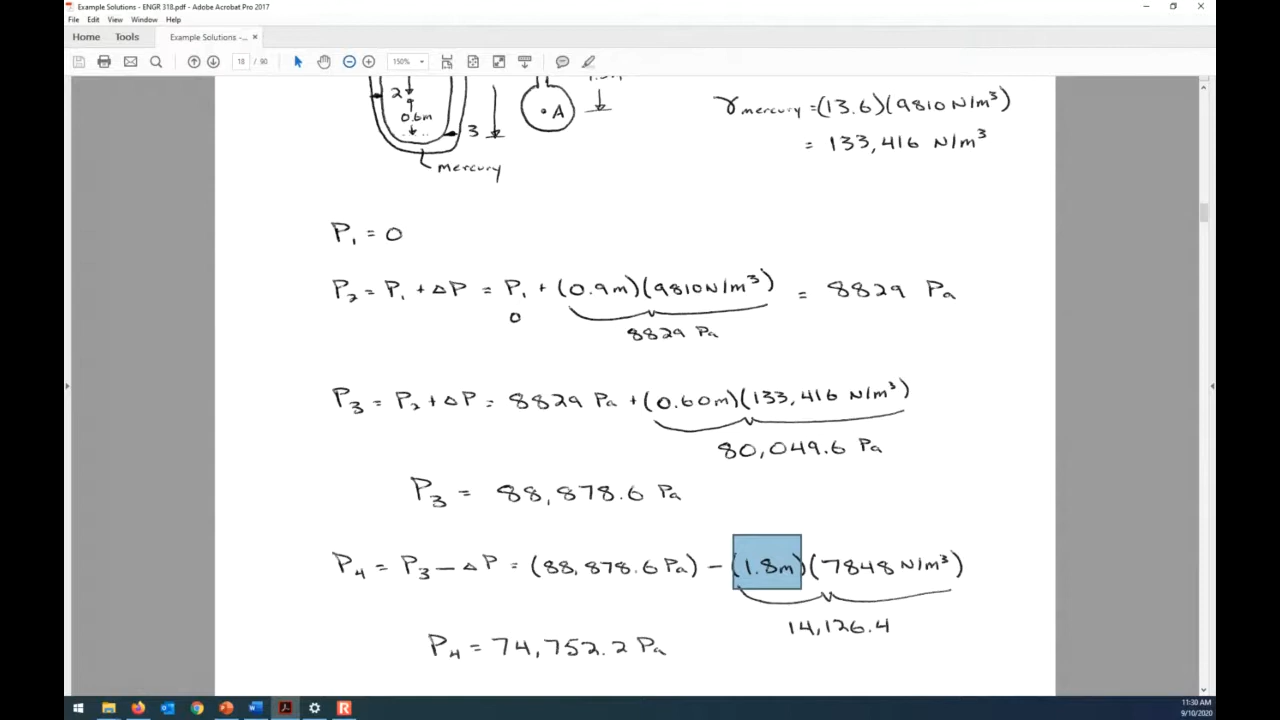 Example Solutions - ENGR 318.pdf - Adobe Acrobat Pro 2017
File Edit View Window Help
Home Tools Example Solutions -... ×
18 / 90 150%
2
0.6m
3
A
mercury
γmercury = (13.6)(9810 N/m³)
= 133,416 N/m³
P₁ = 0
P₂ = P₁ + ΔP = P₁ + (0.9m)(9810N/m³) = 8829 Pa
0
8829 Pa
P₃ = P₂ + ΔP = 8829 Pa + (0.60m)(133,416 N/m³)
80,049.6 Pa
P₃ = 88,878.6 Pa
P₄ = P₃ - ΔP = (88,878.6 Pa) - (1.8m)(7848 N/m³)
14,126.4
P₄ = 74,752.2 Pa
11:30 AM
9/10/2020